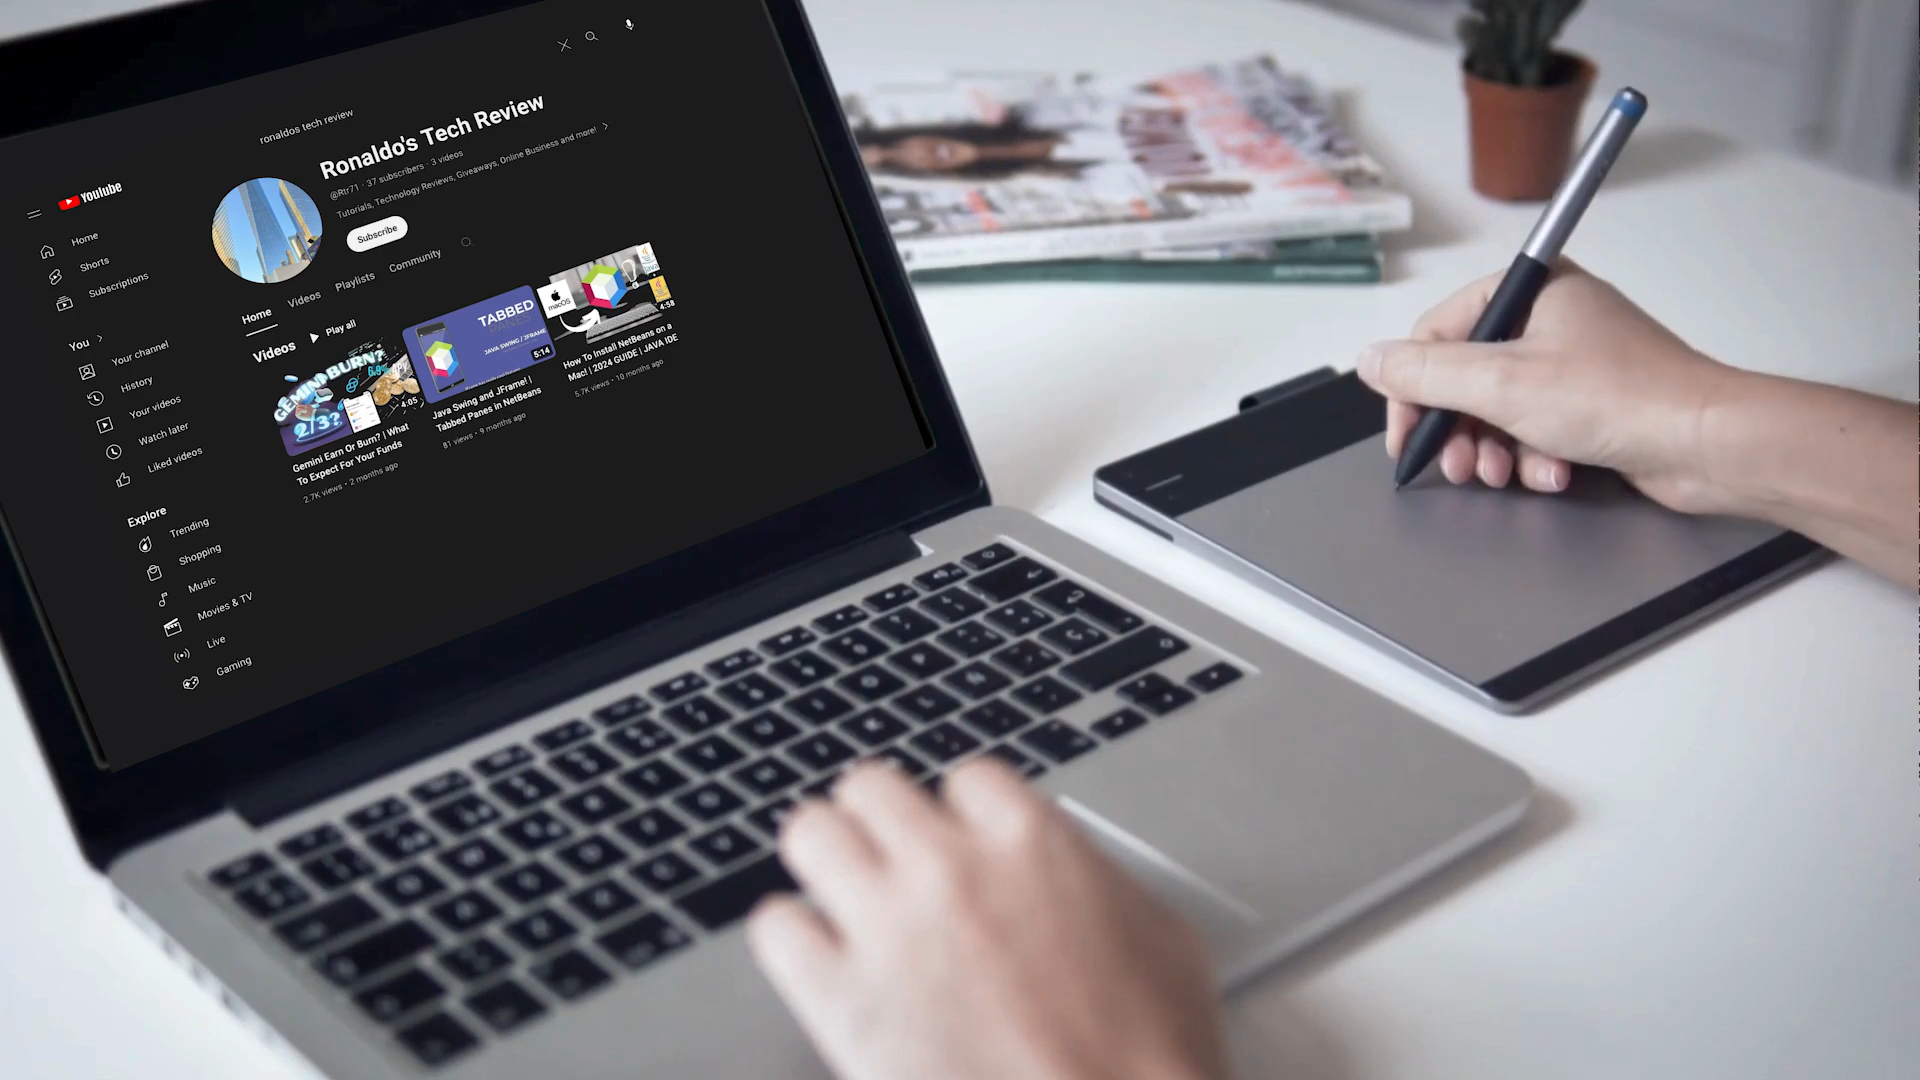 ronaldos tech review
YouTube
Home
Shorts
Subscriptions
You
Your channel
History
Your videos
Watch later
Liked videos
Explore
Trending
Shopping
Music
Movies & TV
Live
Gaming
Ronaldo's Tech Review
@Rtr71 · 37 subscribers · 3 videos
Tutorials, Technology Reviews, Giveaways, Online Business and more!
Subscribe
Home Videos Playlists Community
Videos Play all
GEMINI BURN?
2/3?
4:05
Gemini Earn Or Burn? | What
To Expect For Your Funds
2.7K views • 2 months ago
TABBED
PANES
JAVA SWING / JFRAME
5:14
Java Swing and JFrame! |
Tabbed Panes in NetBeans
81 views • 9 months ago
macOS
Java
4:58
How To Install NetBeans on a
Mac! | 2024 GUIDE | JAVA IDE
5.7K views • 10 months ago